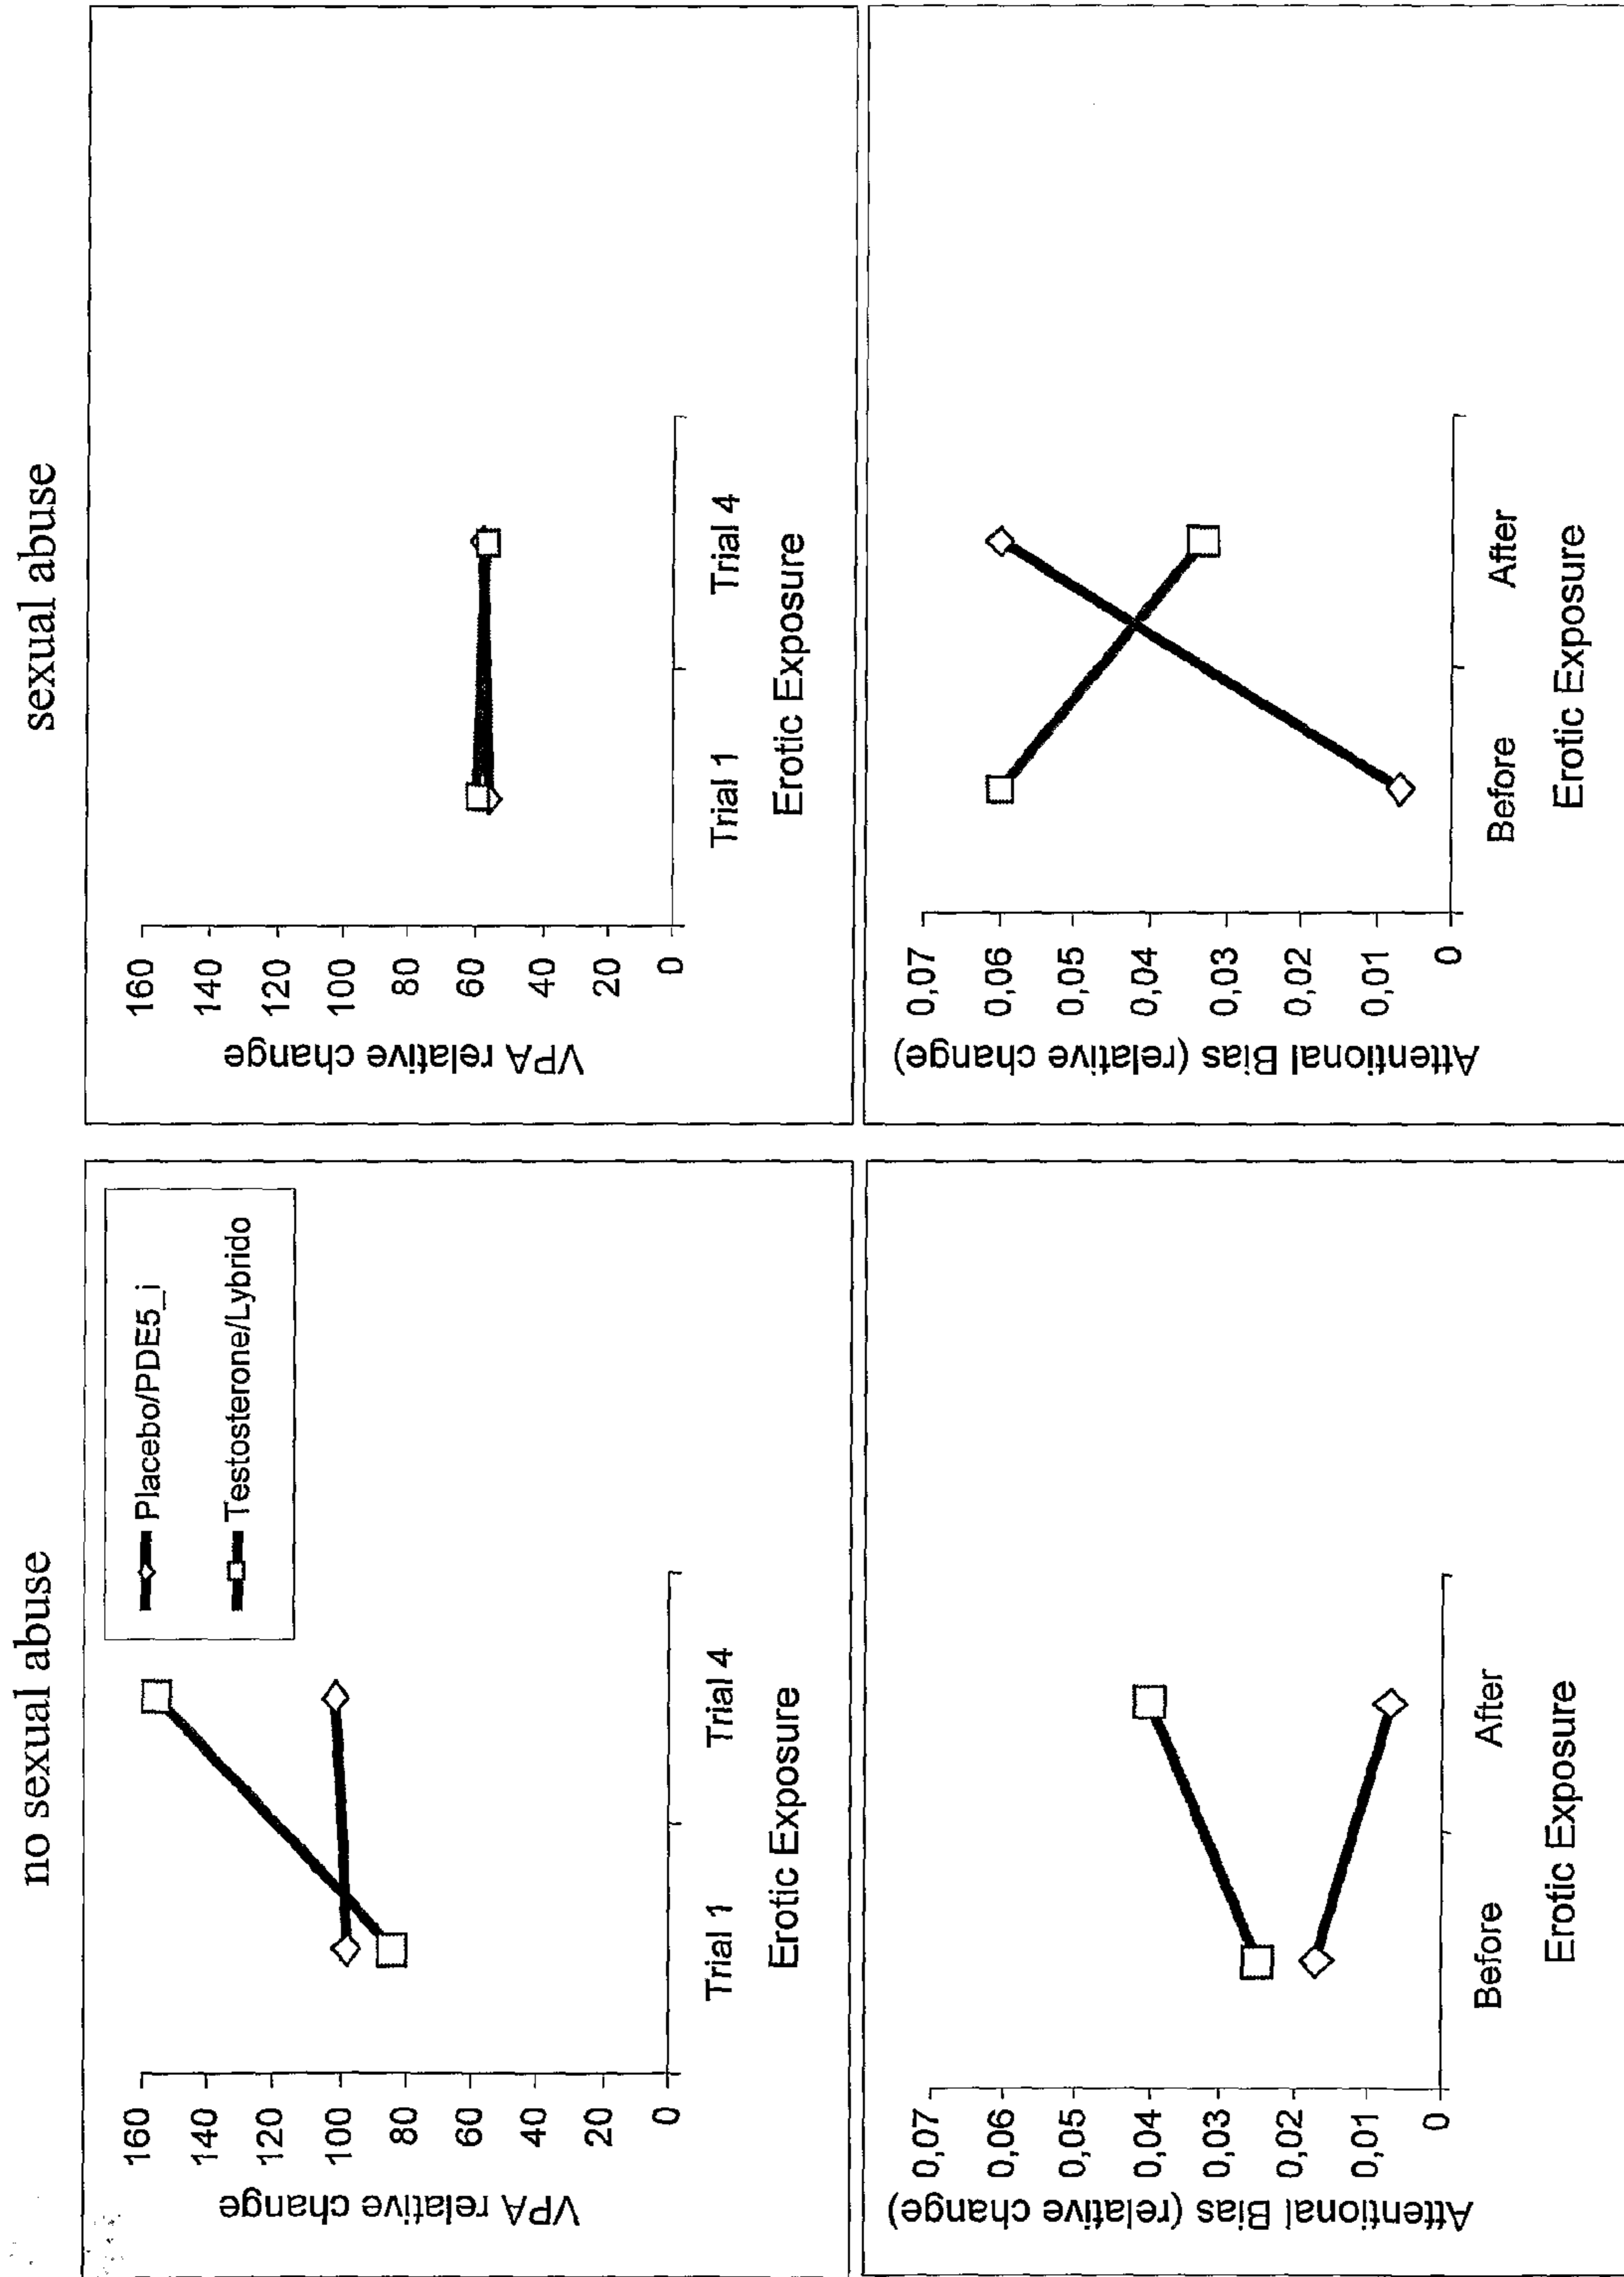 no sexual abuse
sexual abuse
VPA relative change
160
140
120
100
80
60
40
20
0
Trial 1
Trial 4
Erotic Exposure
Placebo/PDE5_i
Testosterone/Lybrido
VPA relative change
160
140
120
100
80
60
40
20
0
Trial 1
Trial 4
Erotic Exposure
Attentional Bias (relative change)
0,07
0,06
0,05
0,04
0,03
0,02
0,01
0
Before
After
Erotic Exposure
Attentional Bias (relative change)
0,07
0,06
0,05
0,04
0,03
0,02
0,01
0
Before
After
Erotic Exposure